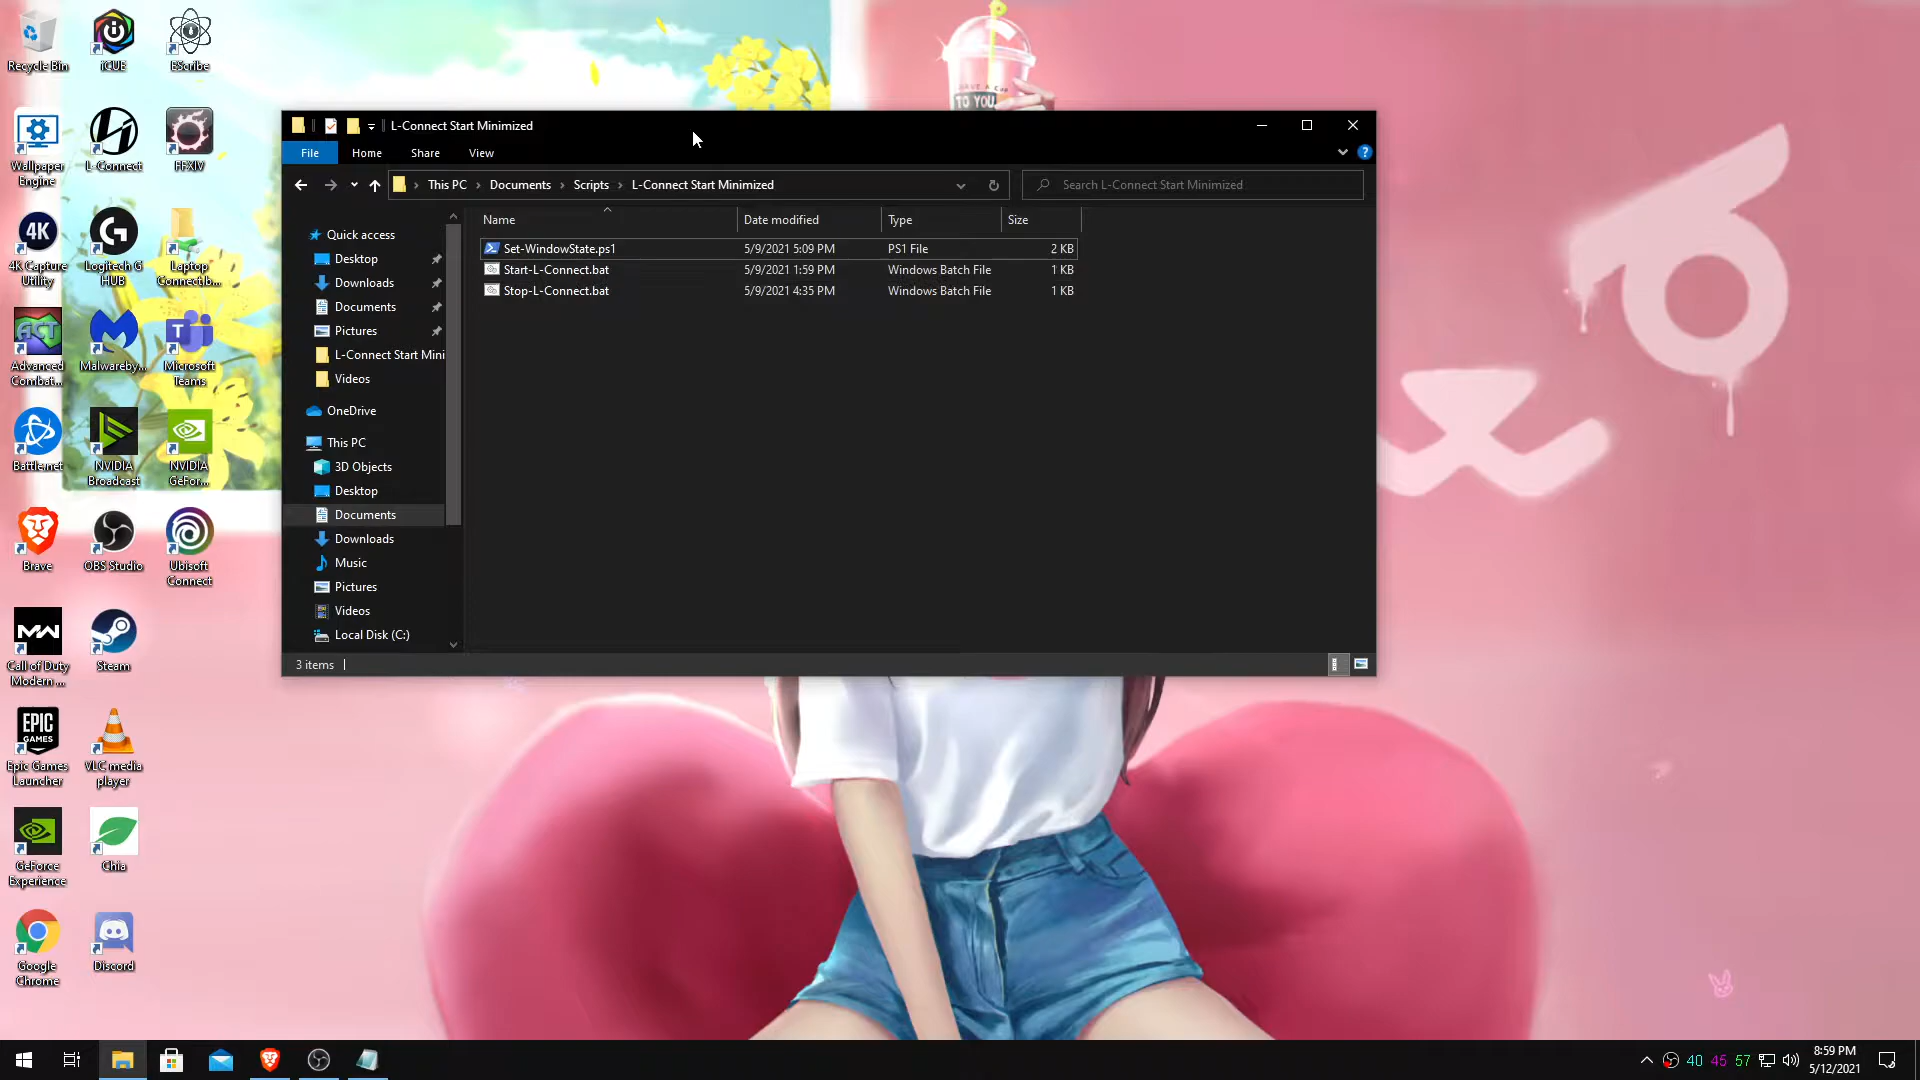 Recycle Bin
iCUE
EScribe
Wallpaper
Engine
L-Connect
FFXIV
4K
4K Capture
Utility
Logitech G
HUB
Laptop
Connect.b...
ACT
Advanced
Combat...
Malwareby...
Microsoft
Teams
Battle.net
NVIDIA
Broadcast
NVIDIA
GeFor...
Brave
OBS Studio
Ubisoft
Connect
MW
Call of Duty
Modern ...
Steam
EPIC
GAMES
Epic Games
Launcher
VLC media
player
GeForce
Experience
Chia
Google
Chrome
Discord
TO YOU
L-Connect Start Minimized
File
Home
Share
View
This PC
Documents
Scripts
L-Connect Start Minimized
Search L-Connect Start Minimized
Name
Date modified
Type
Size
Set-WindowState.ps1
5/9/2021 5:09 PM
PS1 File
2 KB
Start-L-Connect.bat
5/9/2021 1:59 PM
Windows Batch File
1 KB
Stop-L-Connect.bat
5/9/2021 4:35 PM
Windows Batch File
1 KB
Quick access
Desktop
Downloads
Documents
Pictures
L-Connect Start Mini
Videos
OneDrive
This PC
3D Objects
Desktop
Documents
Downloads
Music
Pictures
Videos
Local Disk (C:)
3 items
40
45
57
8:59 PM
5/12/2021